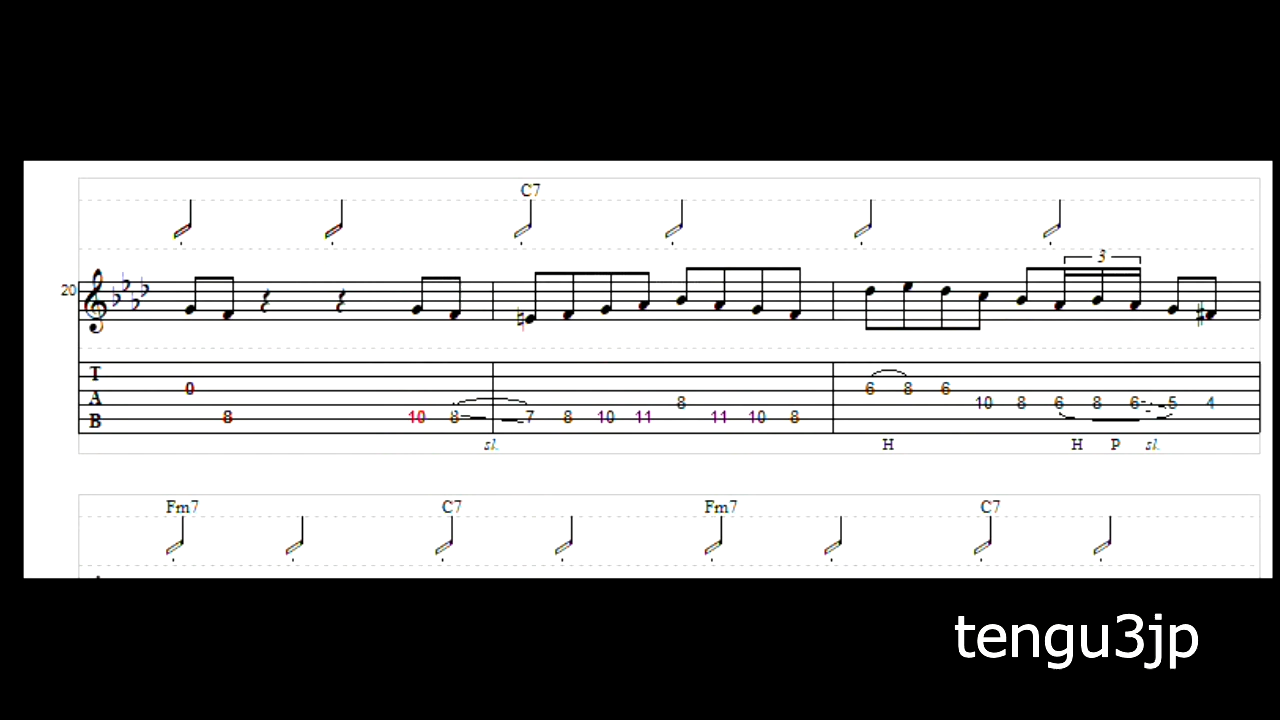 C7
3
20
T
0 6 8 6
A
8 10 8 6 8 6 5 4
B
8 10 8 7 8 10 11 11 10 8
sl. H H P sl.
Fm7 C7 Fm7 C7
tengu3jp